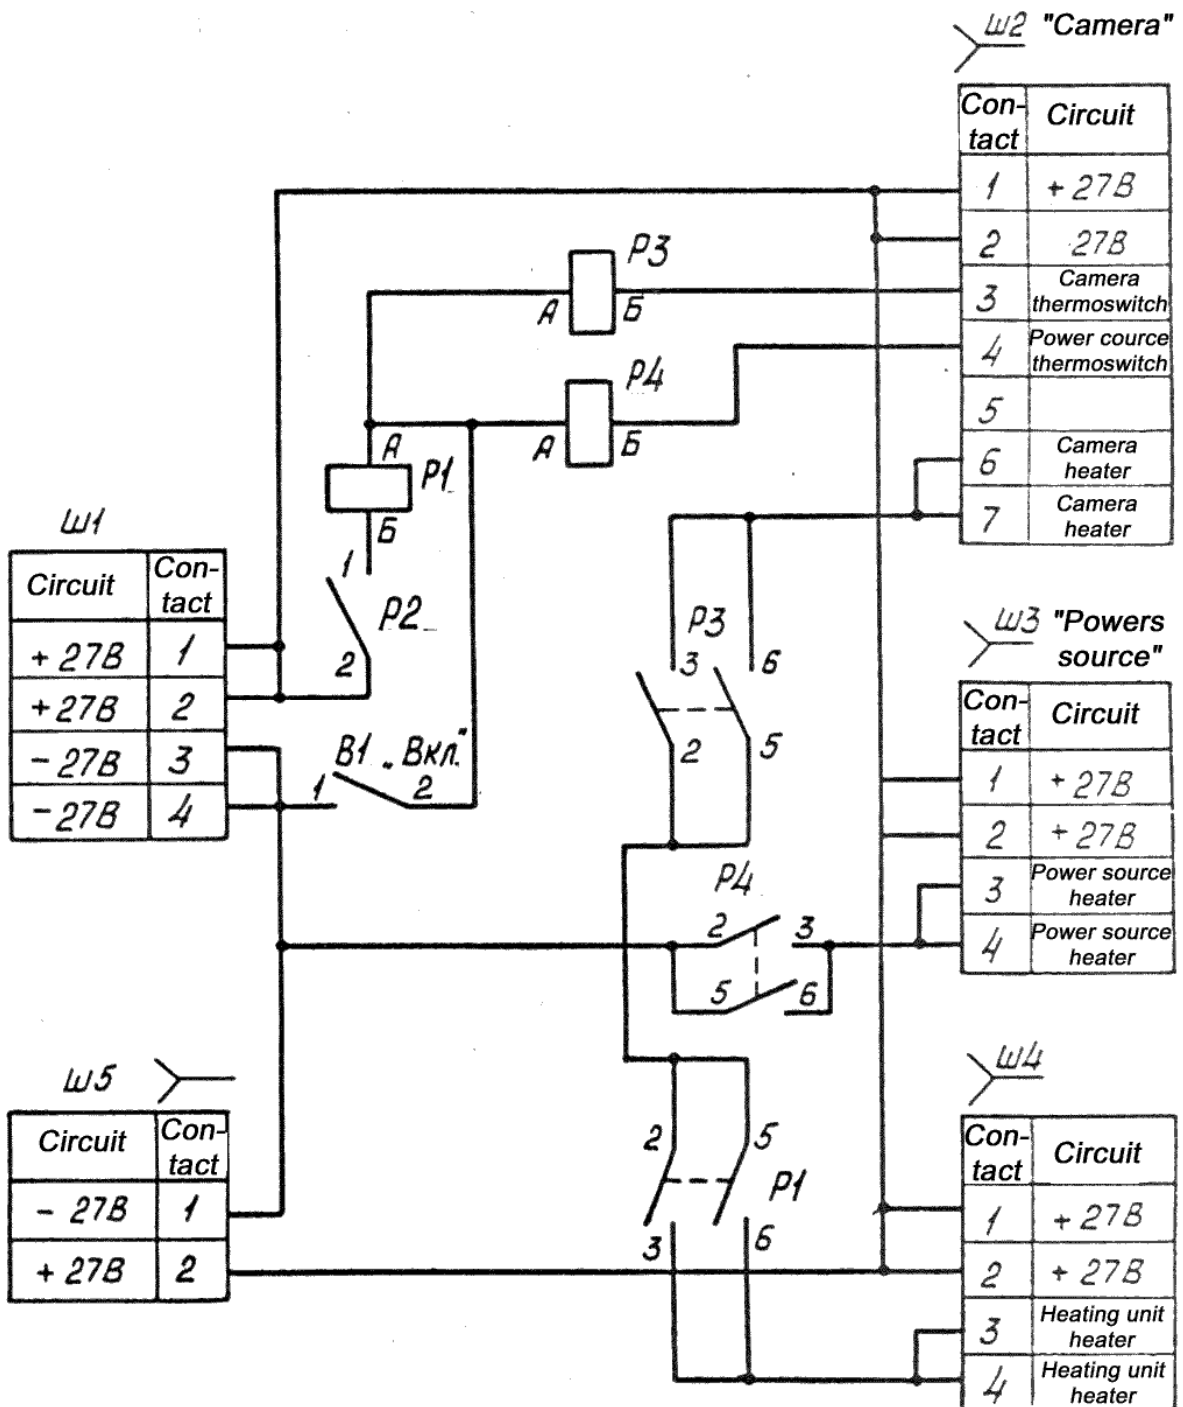 Ш2 "Camera"
Con-
tact
Circuit
1 + 27В
2 27В
3 Camera
thermoswitch
4 Power cource
thermoswitch
5
6 Camera
heater
7 Camera
heater
Р3
А Б
Р4
А Б
А
Р1
Б
1
Р2
2
Ш1
Circuit
Con-
tact
+ 27В 1
+ 27В 2
- 27В 3
- 27В 4
В1 „Вкл."
1 2
Р3
3 6
2 5
Ш3 "Powers
source"
Con-
tact
Circuit
1 + 27В
2 + 27В
3 Power source
heater
4 Power source
heater
Р4
2 3
5 6
Ш5
Circuit
Con-
tact
- 27В 1
+ 27В 2
2 5
Р1
3 6
Ш4
Con-
tact
Circuit
1 + 27В
2 + 27В
3 Heating unit
heater
4 Heating unit
heater